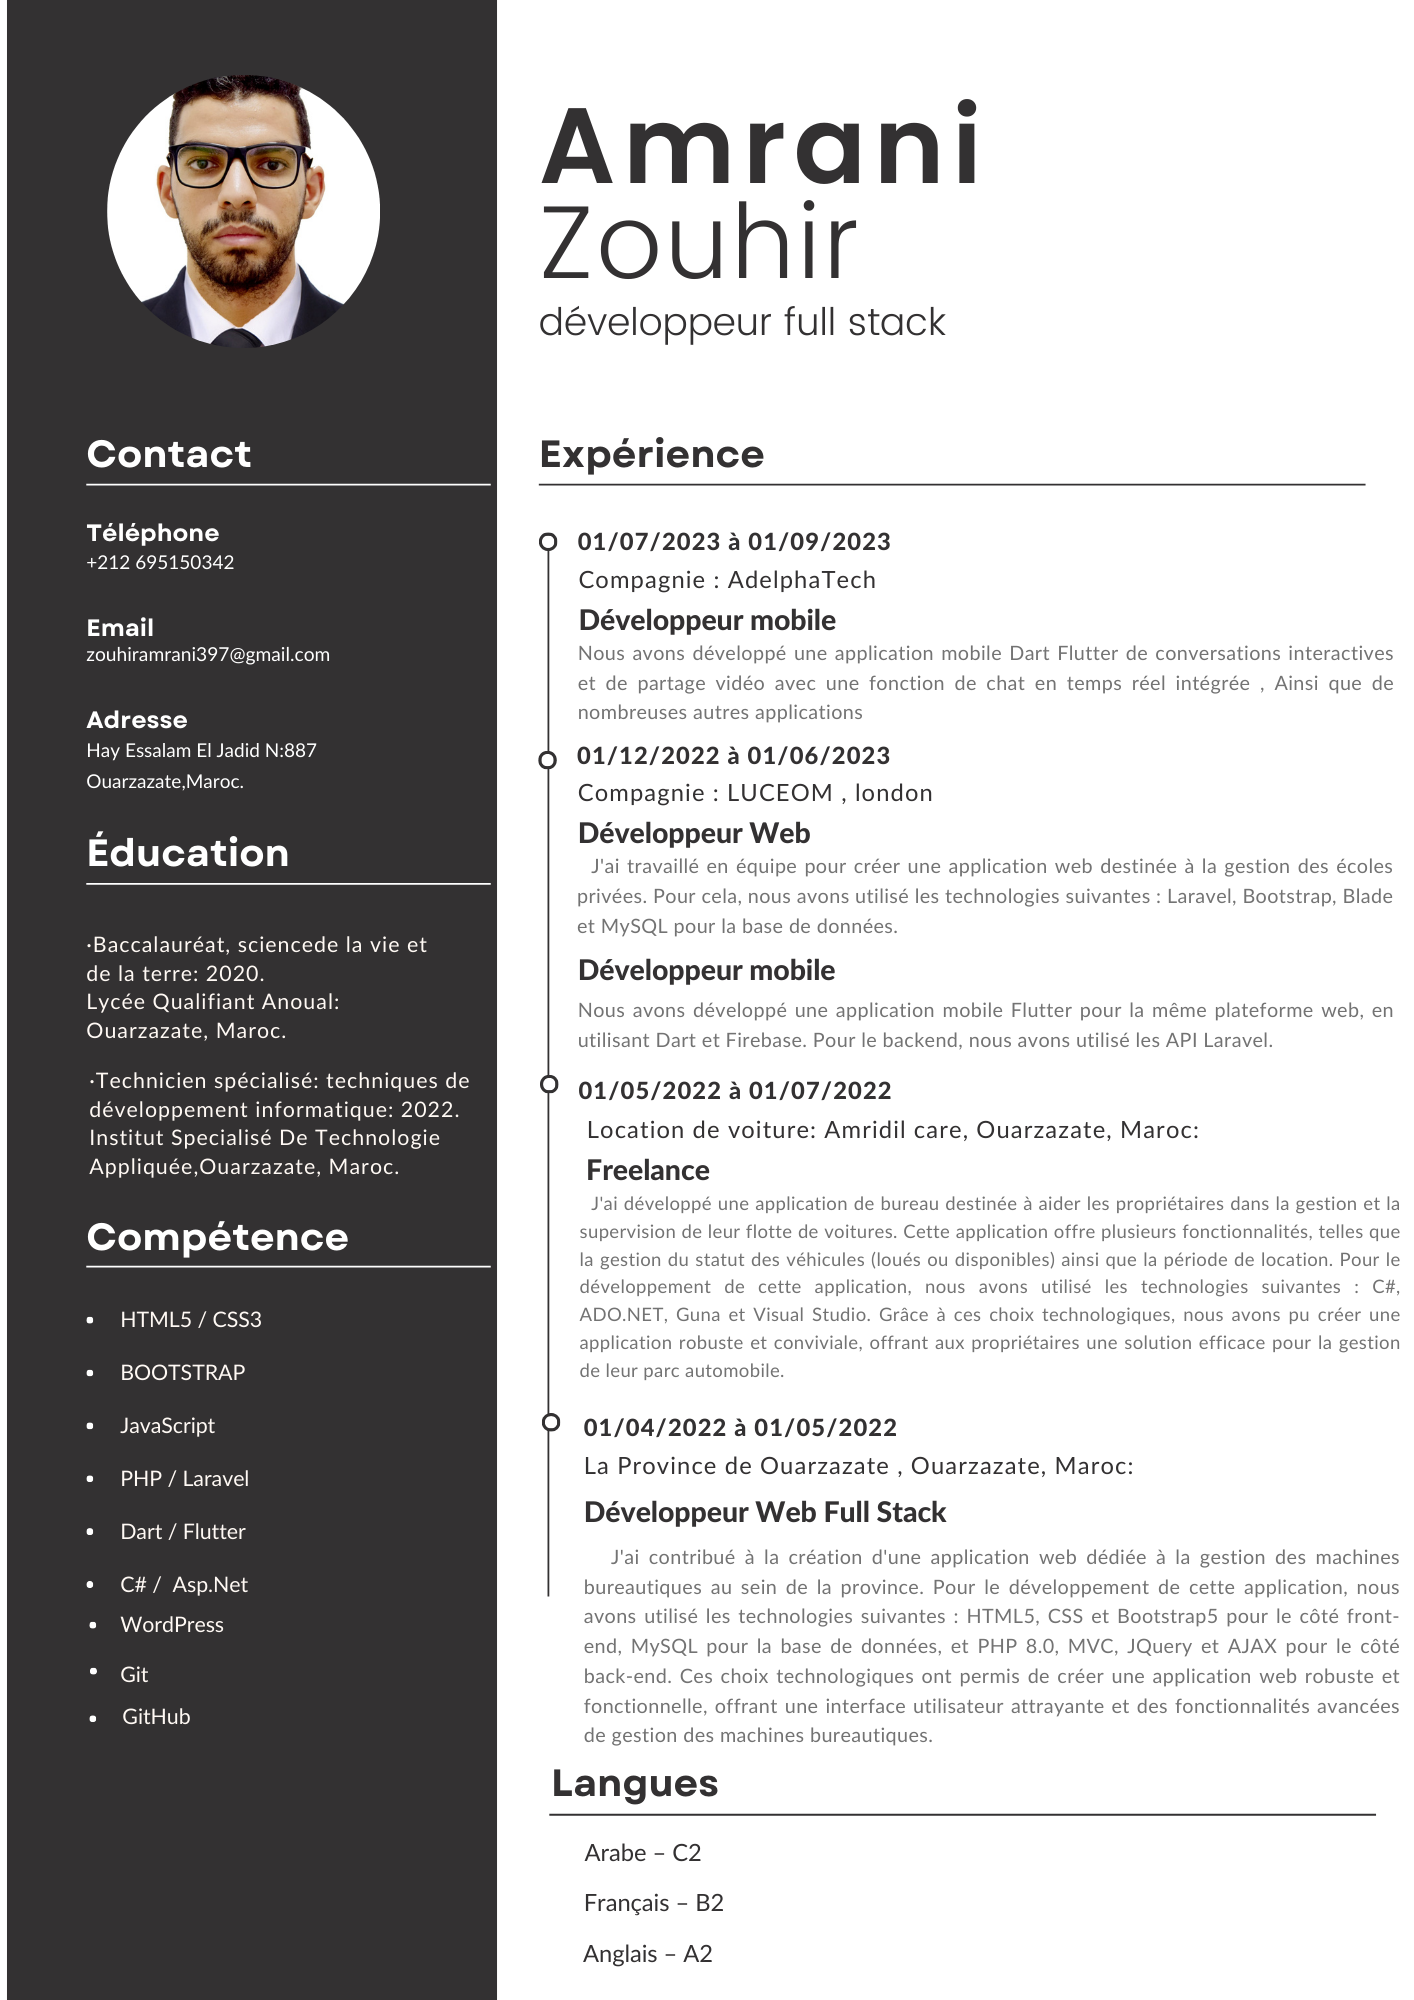 Amrani
Zouhir
développeur full stack
Contact
Téléphone
+212 695150342
Email
zouhiramrani397@gmail.com
Adresse
Hay Essalam El Jadid N:887
Ouarzazate,Maroc.
Éducation
·Baccalauréat, sciencede la vie et
de la terre: 2020.
Lycée Qualifiant Anoual:
Ouarzazate, Maroc.
·Technicien spécialisé: techniques de
développement informatique: 2022.
Institut Specialisé De Technologie
Appliquée,Ouarzazate, Maroc.
Compétence
• HTML5 / CSS3
• BOOTSTRAP
• JavaScript
• PHP / Laravel
• Dart / Flutter
• C# / Asp.Net
• WordPress
• Git
• GitHub
Expérience
01/07/2023 à 01/09/2023
Compagnie : AdelphaTech
Développeur mobile
Nous avons développé une application mobile Dart Flutter de conversations interactives
et de partage vidéo avec une fonction de chat en temps réel intégrée , Ainsi que de
nombreuses autres applications
01/12/2022 à 01/06/2023
Compagnie : LUCEOM , london
Développeur Web
J'ai travaillé en équipe pour créer une application web destinée à la gestion des écoles
privées. Pour cela, nous avons utilisé les technologies suivantes : Laravel, Bootstrap, Blade
et MySQL pour la base de données.
Développeur mobile
Nous avons développé une application mobile Flutter pour la même plateforme web, en
utilisant Dart et Firebase. Pour le backend, nous avons utilisé les API Laravel.
01/05/2022 à 01/07/2022
Location de voiture: Amridil care, Ouarzazate, Maroc:
Freelance
J'ai développé une application de bureau destinée à aider les propriétaires dans la gestion et la
supervision de leur flotte de voitures. Cette application offre plusieurs fonctionnalités, telles que
la gestion du statut des véhicules (loués ou disponibles) ainsi que la période de location. Pour le
développement de cette application, nous avons utilisé les technologies suivantes : C#,
ADO.NET, Guna et Visual Studio. Grâce à ces choix technologiques, nous avons pu créer une
application robuste et conviviale, offrant aux propriétaires une solution efficace pour la gestion
de leur parc automobile.
01/04/2022 à 01/05/2022
La Province de Ouarzazate , Ouarzazate, Maroc:
Développeur Web Full Stack
J'ai contribué à la création d'une application web dédiée à la gestion des machines
bureautiques au sein de la province. Pour le développement de cette application, nous
avons utilisé les technologies suivantes : HTML5, CSS et Bootstrap5 pour le côté front-
end, MySQL pour la base de données, et PHP 8.0, MVC, JQuery et AJAX pour le côté
back-end. Ces choix technologiques ont permis de créer une application web robuste et
fonctionnelle, offrant une interface utilisateur attrayante et des fonctionnalités avancées
de gestion des machines bureautiques.
Langues
Arabe – C2
Français – B2
Anglais – A2